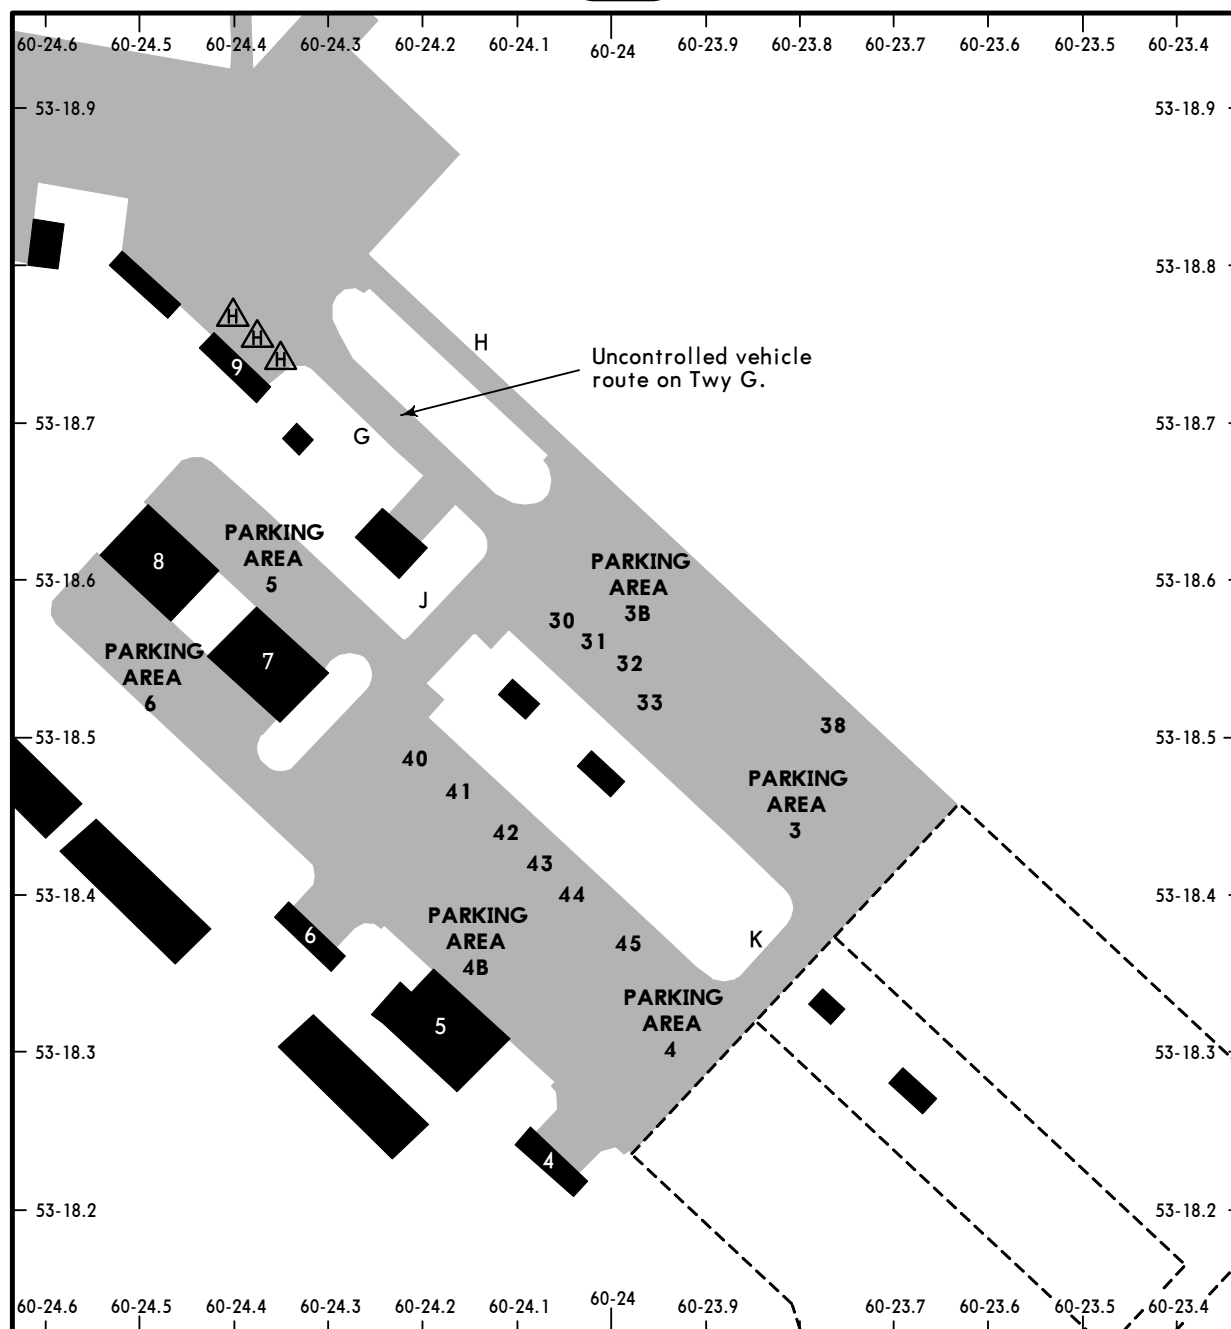 60-24.6 60-24.5 60-24.4 60-24.3 60-24.2 60-24.1 60-24 60-23.9 60-23.8 60-23.7 60-23.6 60-23.5 60-23.4
53-18.9 53-18.9
53-18.8 53-18.8
H
H
H
H
Uncontrolled vehicle
route on Twy G.
9
53-18.7 53-18.7
G
PARKING
AREA
5
8
PARKING
AREA
3B
53-18.6 53-18.6
J
30
31
32
33
PARKING
AREA
6
7
38
53-18.5 53-18.5
40
41
42
43
44
45
PARKING
AREA
3
53-18.4 53-18.4
PARKING
AREA
4B
6
K
PARKING
AREA
4
5
53-18.3 53-18.3
4
53-18.2 53-18.2
60-24.6 60-24.5 60-24.4 60-24.3 60-24.2 60-24.1 60-24 60-23.9 60-23.8 60-23.7 60-23.6 60-23.5 60-23.4